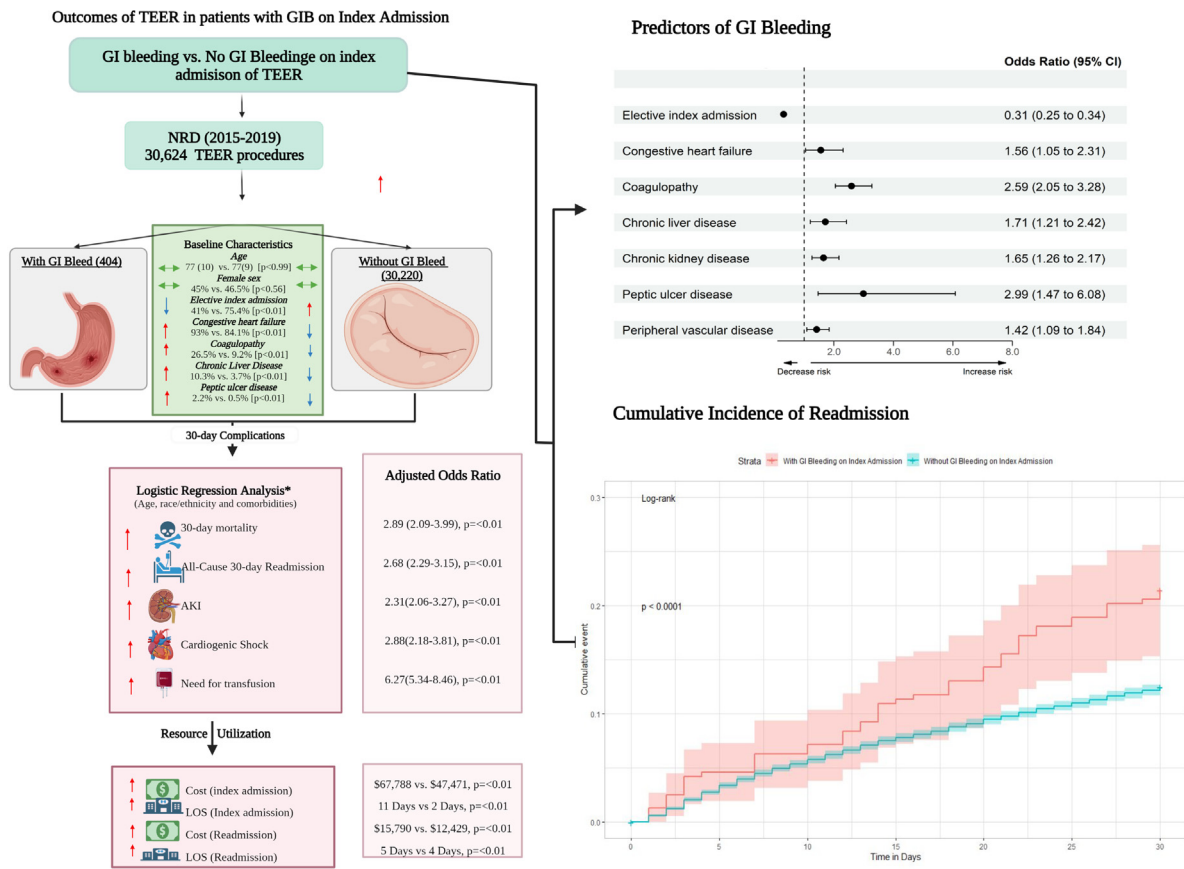 Outcomes of TEER in patients with GIB on Index Admission
GI bleeding vs. No GI Bleedinge on index
admisison of TEER
NRD (2015-2019)
30,624 TEER procedures
With GI Bleed (404)
Baseline Characteristics
Age
77 (10) vs. 77(9) [p<0.99]
Female sex
45% vs. 46.5% [p<0.56]
Elective index admission
41% vs. 75.4% [p<0.01]
Congestive heart failure
93% vs. 84.1% [p<0.01]
Coagulopathy
26.5% vs. 9.2% [p<0.01]
Chronic Liver Disease
10.3% vs. 3.7% [p<0.01]
Peptic ulcer disease
2.2% vs. 0.5% [p<0.01]
Without GI Bleed
(30,220)
30-day Complications
Logistic Regression Analysis*
(Age, race/ethnicity and comorbidities)
30-day mortality
All-Cause 30-day Readmission
AKI
Cardiogenic Shock
Need for transfusion
Adjusted Odds Ratio
2.89 (2.09-3.99), p=<0.01
2.68 (2.29-3.15), p=<0.01
2.31(2.06-3.27), p=<0.01
2.88(2.18-3.81), p=<0.01
6.27(5.34-8.46), p=<0.01
Resource Utilization
Cost (index admission)
LOS (Index admission)
Cost (Readmission)
LOS (Readmission)
$67,788 vs. $47,471, p=<0.01
11 Days vs 2 Days, p=<0.01
$15,790 vs. $12,429, p=<0.01
5 Days vs 4 Days, p=<0.01
Predictors of GI Bleeding
Odds Ratio (95% CI)
Elective index admission 0.31 (0.25 to 0.34)
Congestive heart failure 1.56 (1.05 to 2.31)
Coagulopathy 2.59 (2.05 to 3.28)
Chronic liver disease 1.71 (1.21 to 2.42)
Chronic kidney disease 1.65 (1.26 to 2.17)
Peptic ulcer disease 2.99 (1.47 to 6.08)
Peripheral vascular disease 1.42 (1.09 to 1.84)
2.0 4.0 6.0 8.0
Decrease risk Increase risk
Cumulative Incidence of Readmission
Strata With GI Bleeding on Index Admission Without GI Bleeding on Index Admission
Log-rank
p < 0.0001
Cumulative event
0.3
0.2
0.1
0.0
0 5 10 15 20 25 30
Time in Days